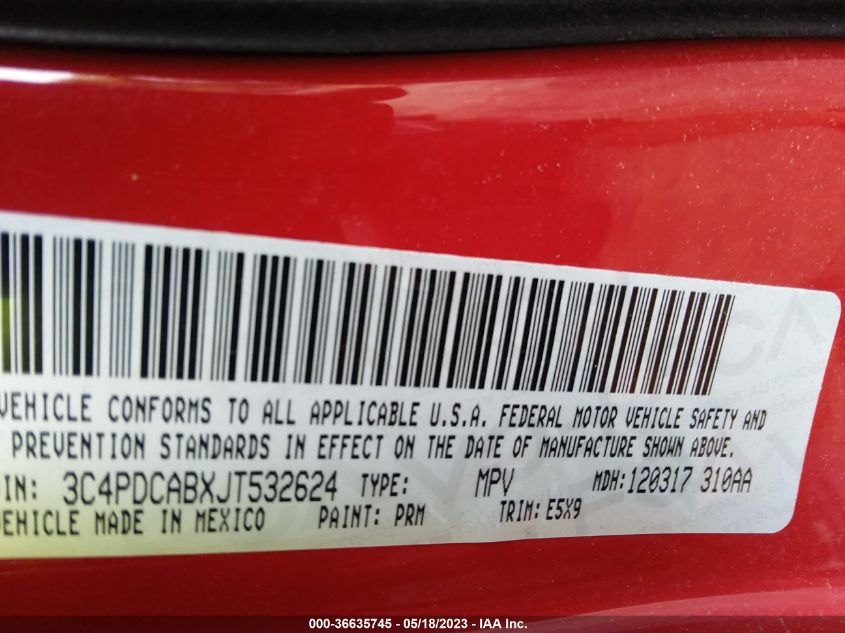 VEHICLE CONFORMS TO ALL APPLICABLE U.S.A. FEDERAL MOTOR VEHICLE SAFETY AND
PREVENTION STANDARDS IN EFFECT ON THE DATE OF MANUFACTURE SHOWN ABOVE.
IN: 3C4PDCABXJT532624 TYPE: MPV MDH:120317 310AA
VEHICLE MADE IN MEXICO PAINT: PRM TRIM: E5X9
000-36635745 - 05/18/2023 - IAA Inc.